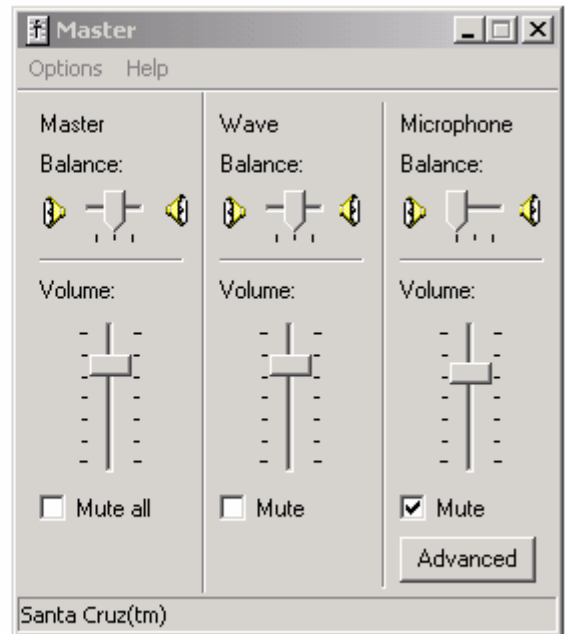 Master
Options Help
Master Wave Microphone
Balance: Balance: Balance:
Volume: Volume: Volume:
Mute all Mute Mute
Advanced
Santa Cruz(tm)